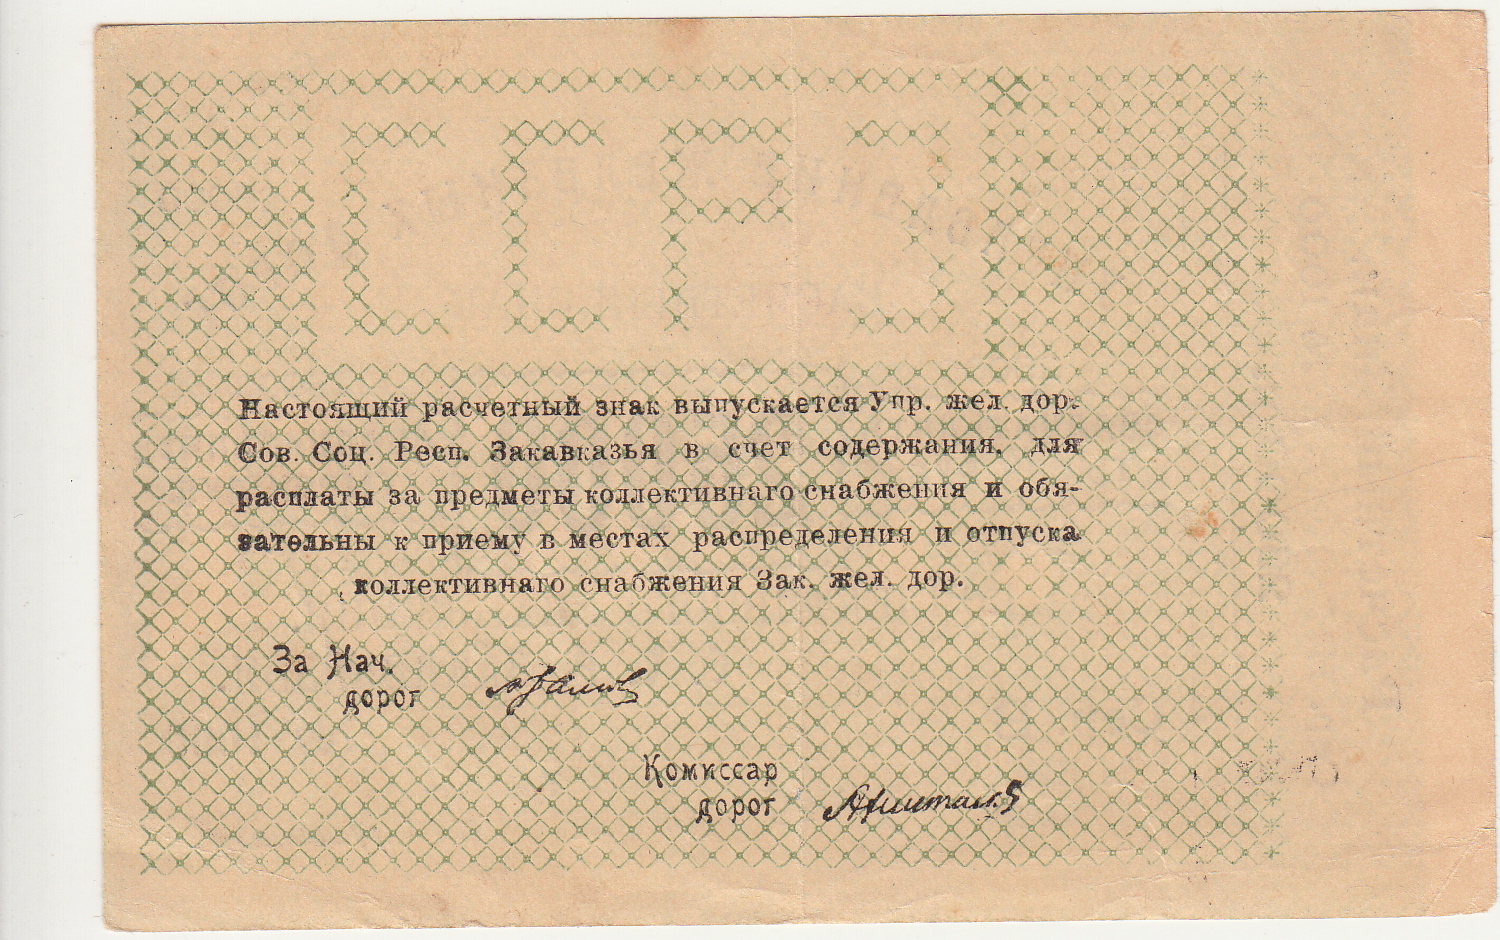 ССРЗ
Настоящий расчетный знак выпускается Упр. жел. дор.
Сов. Соц. Респ. Закавказья в счет содержания, для
расплаты за предметы коллективнаго снабжения и обя-
зательны к приему в местах распределения и отпуска
коллективнаго снабжения Зак. жел. дор.
За Нач.
дорог
Комиссар
дорог